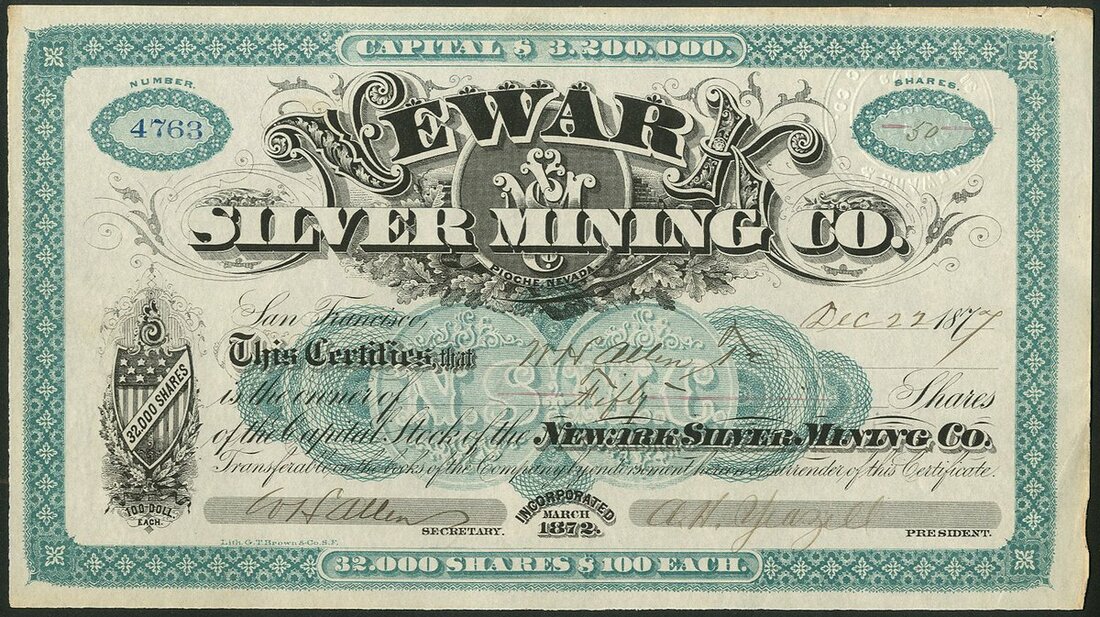 CAPITAL $ 3.200.000.
NUMBER.
4763
SHARES.
50
NEWARK
SILVER MINING CO.
PIOCHE, NEVADA.
San Francisco, Dec 22 1877
This Certifies, that W H Allen Tr
is the owner of Fifty Shares
of the Capital Stock of the NEWARK SILVER MINING CO.
Transferable on the books of the Company by endorsement hereon & surrender of this Certificate.
N.S.M.C.
32,000 SHARES
100 DOLL.
EACH.
W H Allen
SECRETARY.
INCORPORATED
MARCH
1872.
PRESIDENT.
Lith. G.T. Brown & Co. S.F.
32.000 SHARES $ 100 EACH.